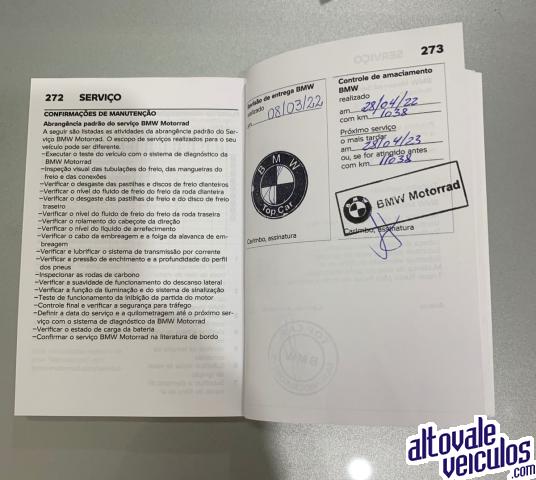 272 SERVIÇO
CONFIRMAÇÕES DE MANUTENÇÃO
Abrangência padrão do serviço BMW Motorrad
A seguir são listadas as atividades da abrangência padrão do Ser-
viço BMW Motorrad. O escopo de serviços realizados para o seu
veículo pode ser diferente.
–Executar o teste do veículo com o sistema de diagnóstico da
BMW Motorrad
–Inspeção visual das tubulações do freio, das mangueiras do
freio e das conexões
–Verificar o desgaste das pastilhas e discos de freio dianteiros
–Verificar o nível do fluido de freio do freio da roda dianteira
–Verificar o desgaste das pastilhas de freio e do disco de freio
traseiro
–Verificar o nível do fluido de freio do freio da roda traseira
–Verificar o rolamento do cabeçote da direção
–Verificar o nível do líquido de arrefecimento
–Verificar o cabo da embreagem e a folga da alavanca de em-
breagem
–Verificar e lubrificar o sistema de transmissão por corrente
–Verificar a pressão de enchimento e a profundidade do perfil
dos pneus
–Inspecionar as rodas de carbono
–Verificar a suavidade de funcionamento do descanso lateral
–Verificar a função da iluminação e do sistema de sinalização
–Teste de funcionamento da inibição da partida do motor
–Controle final e verificar a segurança para tráfego
–Definir a data do serviço e a quilometragem até o próximo ser-
viço com o sistema de diagnóstico da BMW Motorrad
–Verificar o estado de carga da bateria
–Confirmar o serviço BMW Motorrad na literatura de bordo
273
Revisão de entrega BMW
realizado
em 08/03/22
BMW
Top Car
Carimbo, assinatura
Controle de amaciamento
BMW
realizado
am 28/04/22
com km 1038
Próximo serviço
o mais tardar
am 28/04/23
ou, se for atingido antes
com km 11038
BMW Motorrad
Carimbo, assinatura
altovale
veiculos.com